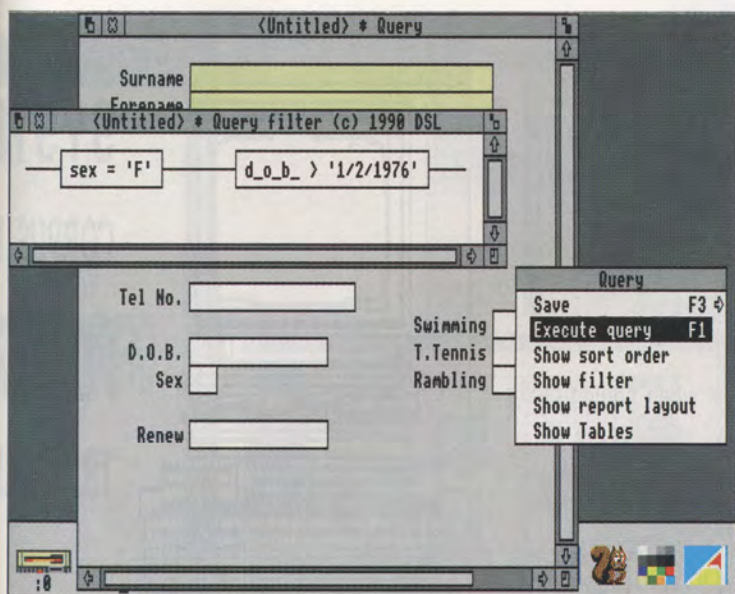 <Untitled> * Query
Surname
Forename
<Untitled> * Query filter (c) 1990 DSL
sex = 'F'
d_o_b_ > '1/2/1976'
Tel No.
D.O.B.
Sex
Renew
Swimming
T.Tennis
Rambling
Query
Save F3
Execute query F1
Show sort order
Show filter
Show report layout
Show Tables
:0